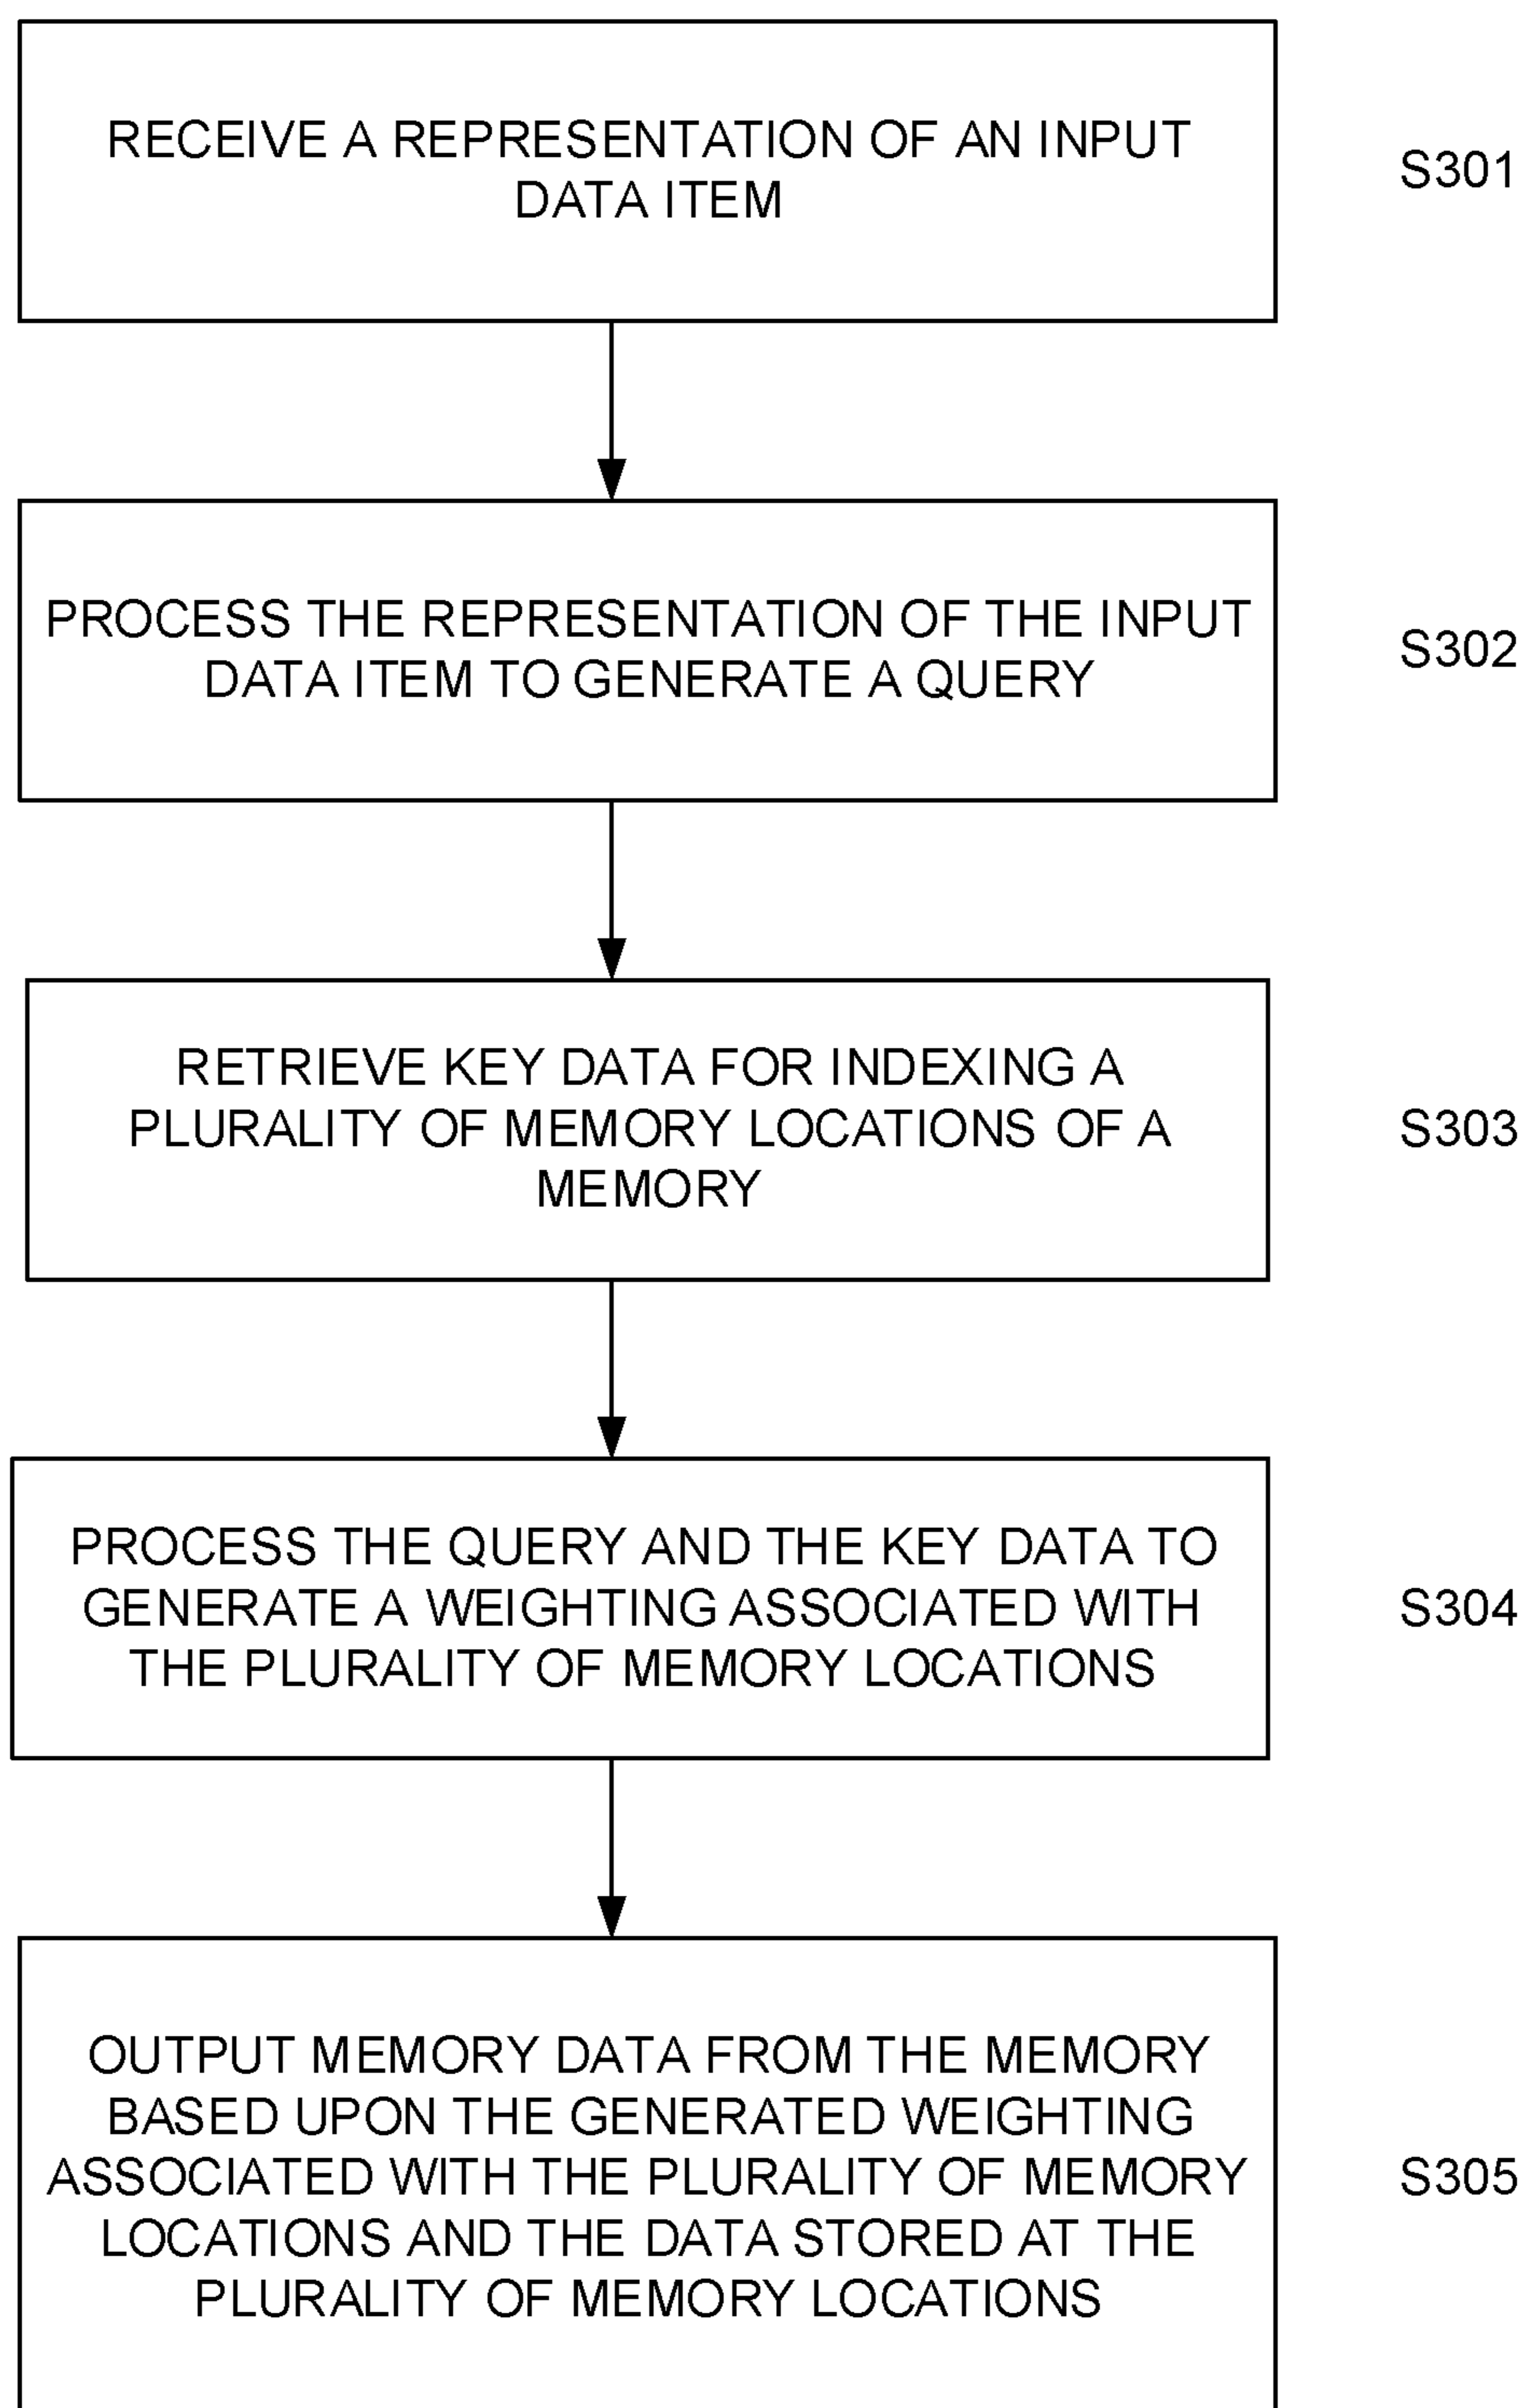 RECEIVE A REPRESENTATION OF AN INPUT
DATA ITEM
S301
PROCESS THE REPRESENTATION OF THE INPUT
DATA ITEM TO GENERATE A QUERY
S302
RETRIEVE KEY DATA FOR INDEXING A
PLURALITY OF MEMORY LOCATIONS OF A
MEMORY
S303
PROCESS THE QUERY AND THE KEY DATA TO
GENERATE A WEIGHTING ASSOCIATED WITH
THE PLURALITY OF MEMORY LOCATIONS
S304
OUTPUT MEMORY DATA FROM THE MEMORY
BASED UPON THE GENERATED WEIGHTING
ASSOCIATED WITH THE PLURALITY OF MEMORY
LOCATIONS AND THE DATA STORED AT THE
PLURALITY OF MEMORY LOCATIONS
S305